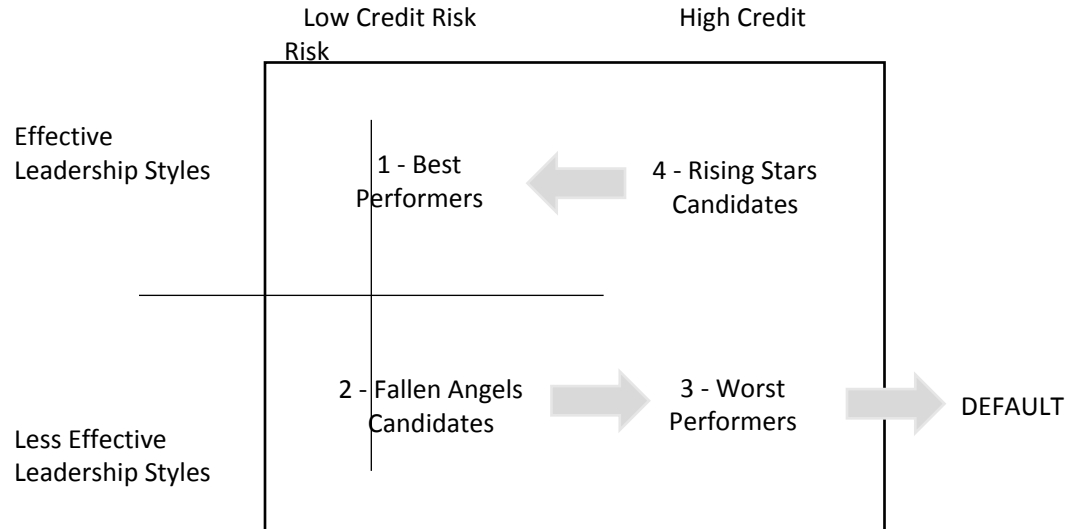 Low Credit Risk High Credit
Risk
Effective
Leadership Styles
1 - Best
Performers
4 - Rising Stars
Candidates
2 - Fallen Angels
Candidates
3 - Worst
Performers
DEFAULT
Less Effective
Leadership Styles